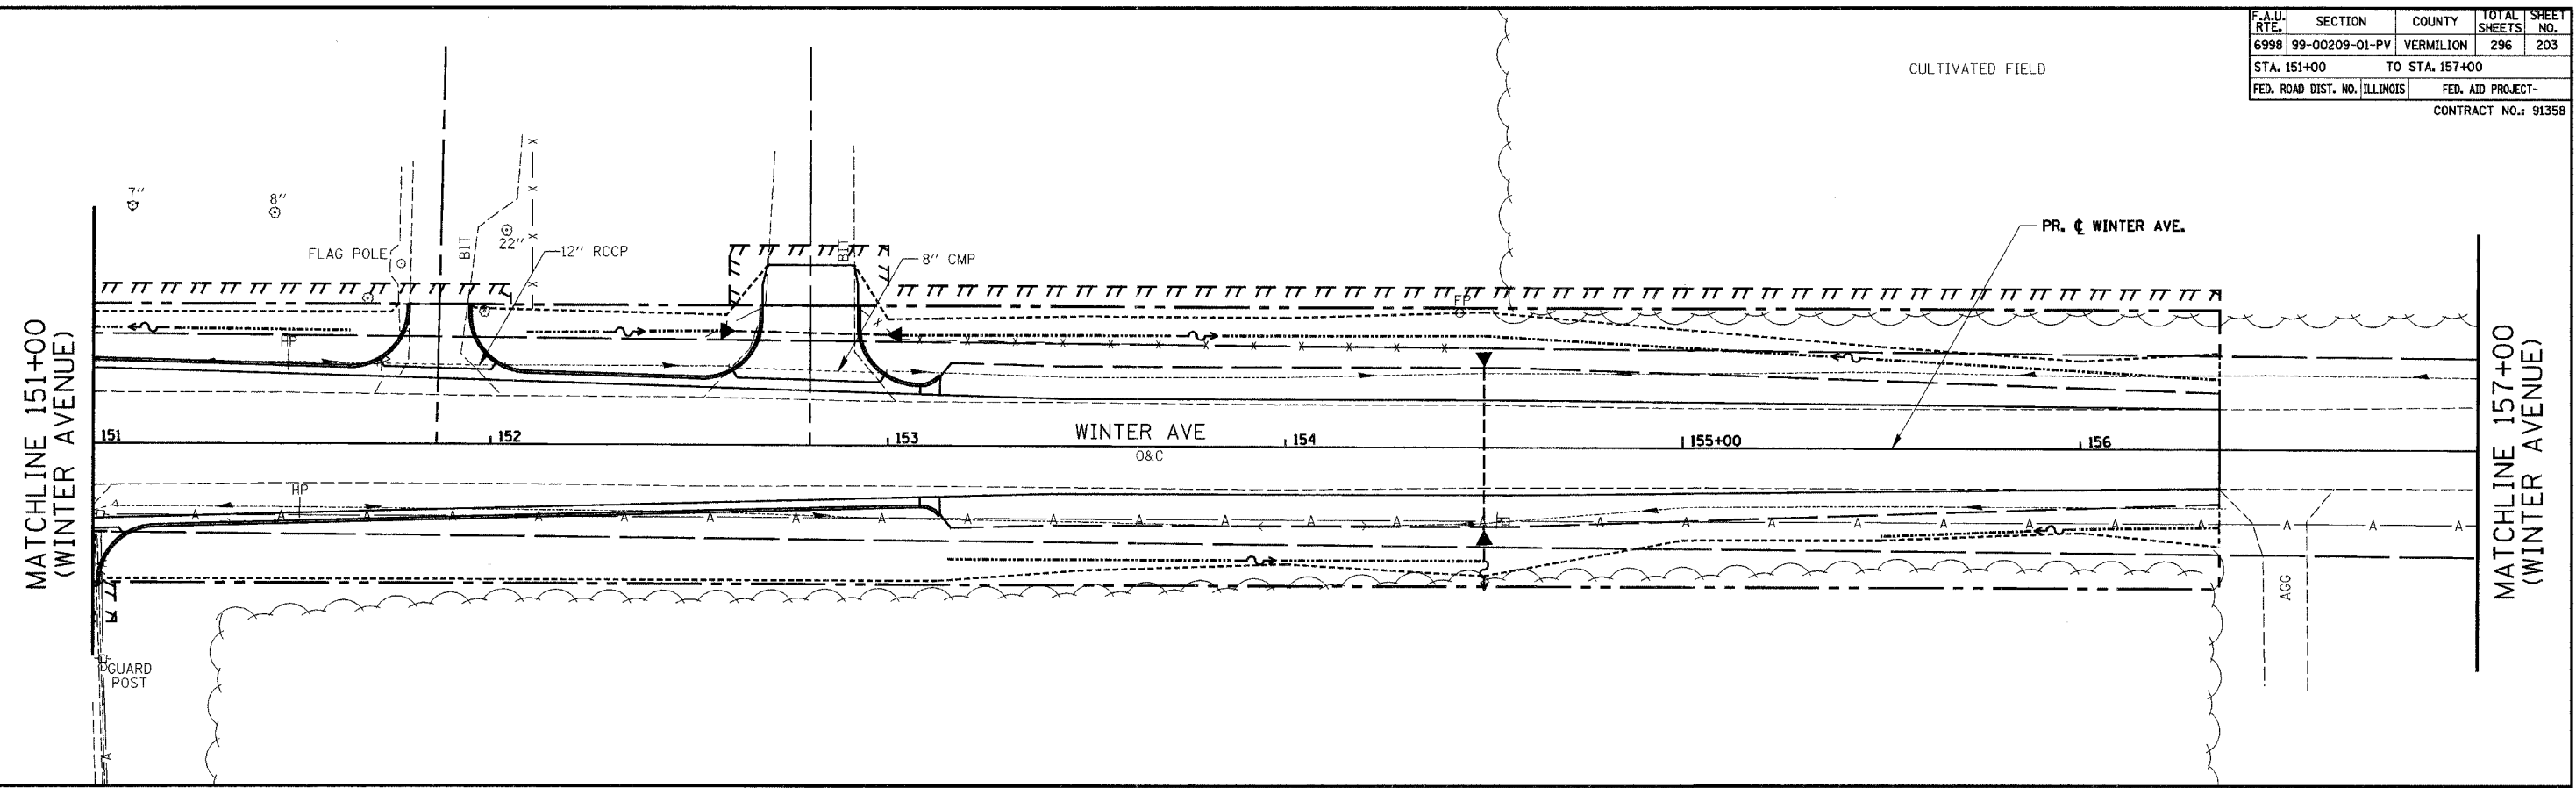 F.A.U. RTE. SECTION COUNTY TOTAL SHEETS SHEET NO.
6998 99-00209-01-PV VERMILION 296 203
STA. 151+00 TO STA. 157+00
FED. ROAD DIST. NO. ILLINOIS FED. AID PROJECT-
CONTRACT NO.: 91358
CULTIVATED FIELD
7"
8"
22"
FLAG POLE
BIT
12" RCCP
BIT
8" CMP
PR. ℄ WINTER AVE.
FP
HP
MATCHLINE 151+00
(WINTER AVENUE)
151
152
153
WINTER AVE
154
155+00
156
O&C
HP
X X X X
X X X X X X X X X X X X X
A A A A A A A A A A A A A A A A A A A A A A A A A A A
AGG
MATCHLINE 157+00
(WINTER AVENUE)
GUARD
POST
A